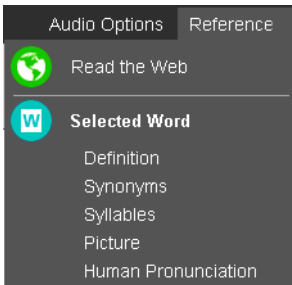 Audio Options Reference
Read the Web
W Selected Word
Definition
Synonyms
Syllables
Picture
Human Pronunciation